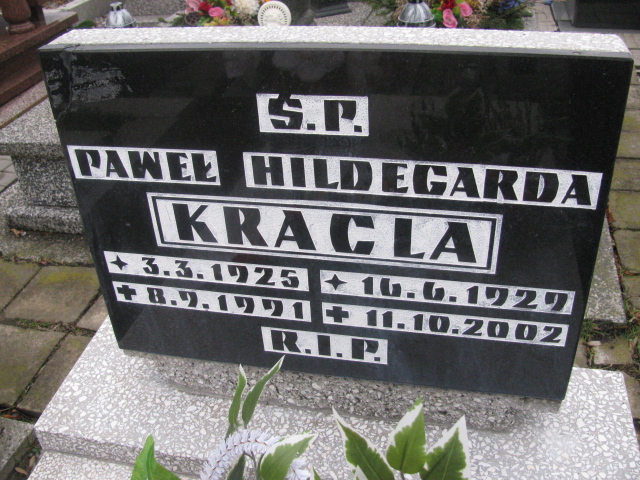 Ś.P.
PAWEŁ HILDEGARDA
KRACLA
✦ 3.3.1925 ✦ 16.6.1929
✝ 8.9.1991 ✝ 11.10.2002
R.I.P.